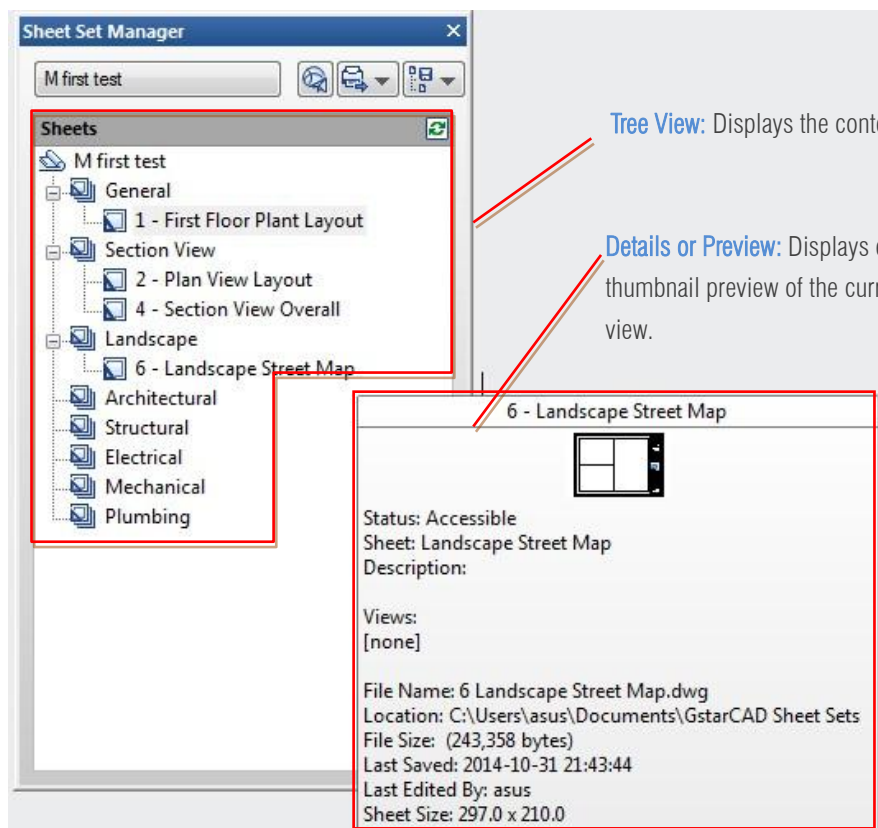 Sheet Set Manager
M first test
Sheets
M first test
General
1 - First Floor Plant Layout
Section View
2 - Plan View Layout
4 - Section View Overall
Landscape
6 - Landscape Street Map
Architectural
Structural
Electrical
Mechanical
Plumbing
Tree View: Displays the conte
Details or Preview: Displays
thumbnail preview of the curr
view.
6 - Landscape Street Map
Status: Accessible
Sheet: Landscape Street Map
Description:
Views:
[none]
File Name: 6 Landscape Street Map.dwg
Location: C:\Users\asus\Documents\GstarCAD Sheet Sets
File Size: (243,358 bytes)
Last Saved: 2014-10-31 21:43:44
Last Edited By: asus
Sheet Size: 297.0 x 210.0